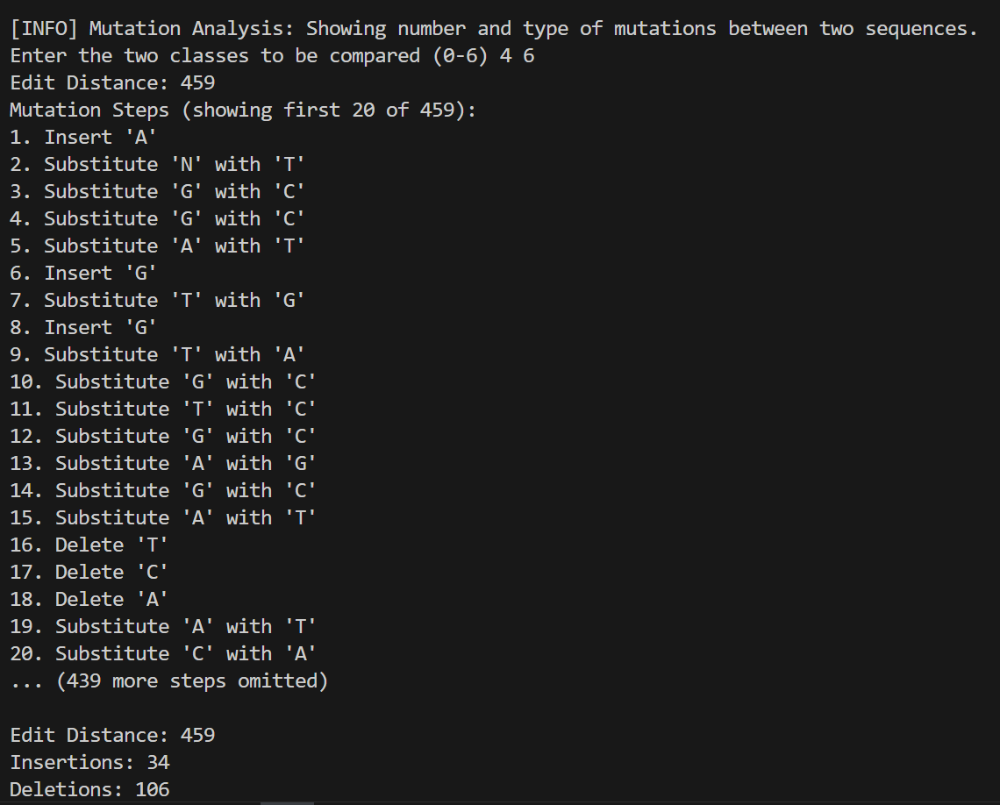 [INFO] Mutation Analysis: Showing number and type of mutations between two sequences.
Enter the two classes to be compared (0-6) 4 6
Edit Distance: 459
Mutation Steps (showing first 20 of 459):
1. Insert 'A'
2. Substitute 'N' with 'T'
3. Substitute 'G' with 'C'
4. Substitute 'G' with 'C'
5. Substitute 'A' with 'T'
6. Insert 'G'
7. Substitute 'T' with 'G'
8. Insert 'G'
9. Substitute 'T' with 'A'
10. Substitute 'G' with 'C'
11. Substitute 'T' with 'C'
12. Substitute 'G' with 'C'
13. Substitute 'A' with 'G'
14. Substitute 'G' with 'C'
15. Substitute 'A' with 'T'
16. Delete 'T'
17. Delete 'C'
18. Delete 'A'
19. Substitute 'A' with 'T'
20. Substitute 'C' with 'A'
... (439 more steps omitted)
Edit Distance: 459
Insertions: 34
Deletions: 106